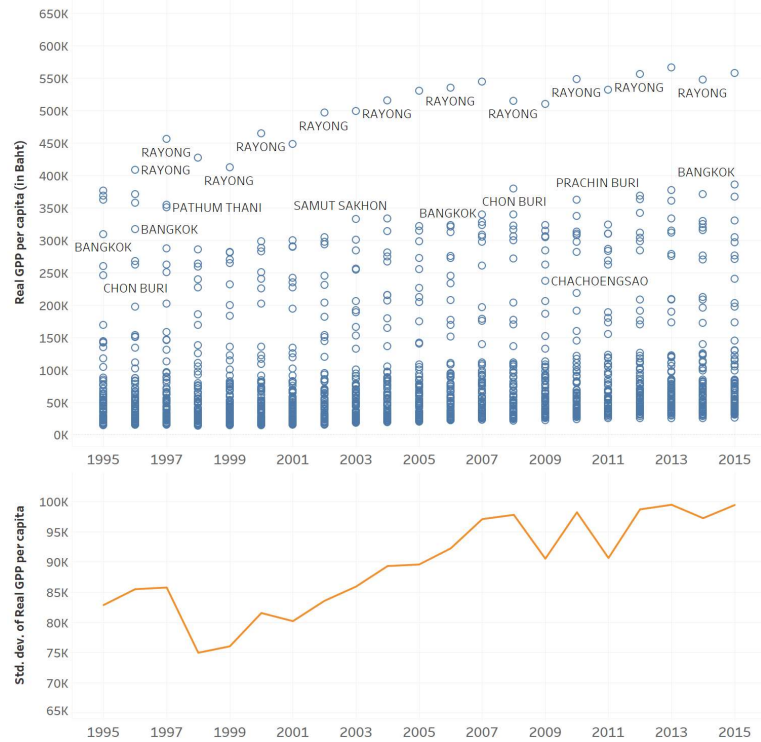 650K
600K
550K
RAYONG RAYONG
RAYONG RAYONG
500K
RAYONG RAYONG
RAYONG
450K
RAYONG
RAYONG
400K
RAYONG
RAYONG
BANGKOK
PRACHIN BURI
350K
PATHUM THANI SAMUT SAKHON CHON BURI
BANGKOK
BANGKOK
300K
BANGKOK
250K
CHACHOENGSAO
CHON BURI
200K
150K
100K
50K
0K
Real GPP per capita (in Baht)
1995 1997 1999 2001 2003 2005 2007 2009 2011 2013 2015
100K
95K
90K
85K
80K
75K
70K
65K
Std. dev. of Real GPP per capita
1995 1997 1999 2001 2003 2005 2007 2009 2011 2013 2015